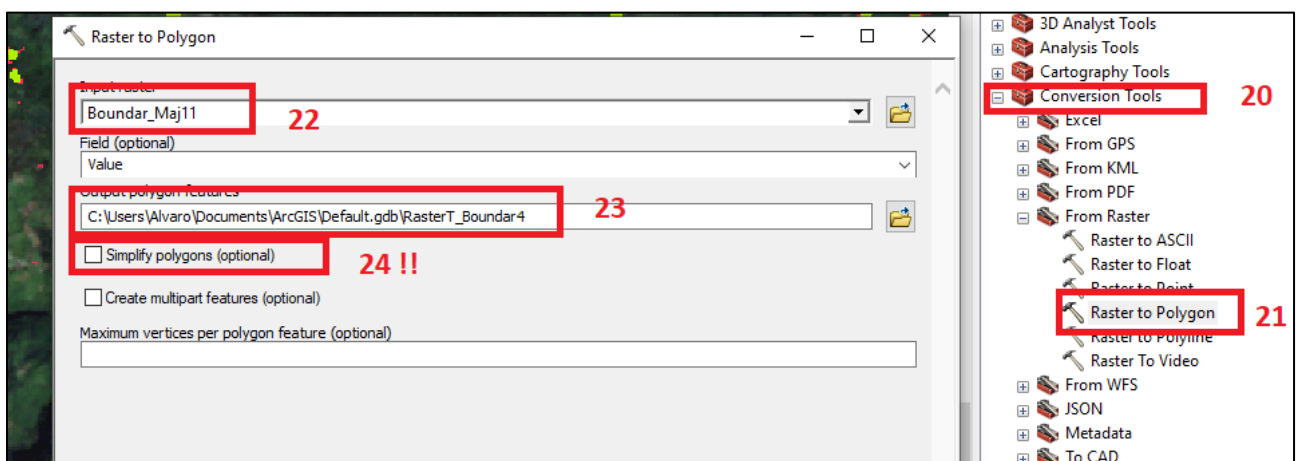 Raster to Polygon
Input raster
Boundar_Maj11
22
Field (optional)
Value
Output polygon features
C:\Users\Alvaro\Documents\ArcGIS\Default.gdb\RasterT_Boundar4
23
Simplify polygons (optional)
24 !!
Create multipart features (optional)
Maximum vertices per polygon feature (optional)
3D Analyst Tools
Analysis Tools
Cartography Tools
Conversion Tools
20
Excel
From GPS
From KML
From PDF
From Raster
Raster to ASCII
Raster to Float
Raster to Point
Raster to Polygon
21
Raster to Polyline
Raster To Video
From WFS
JSON
Metadata
To CAD